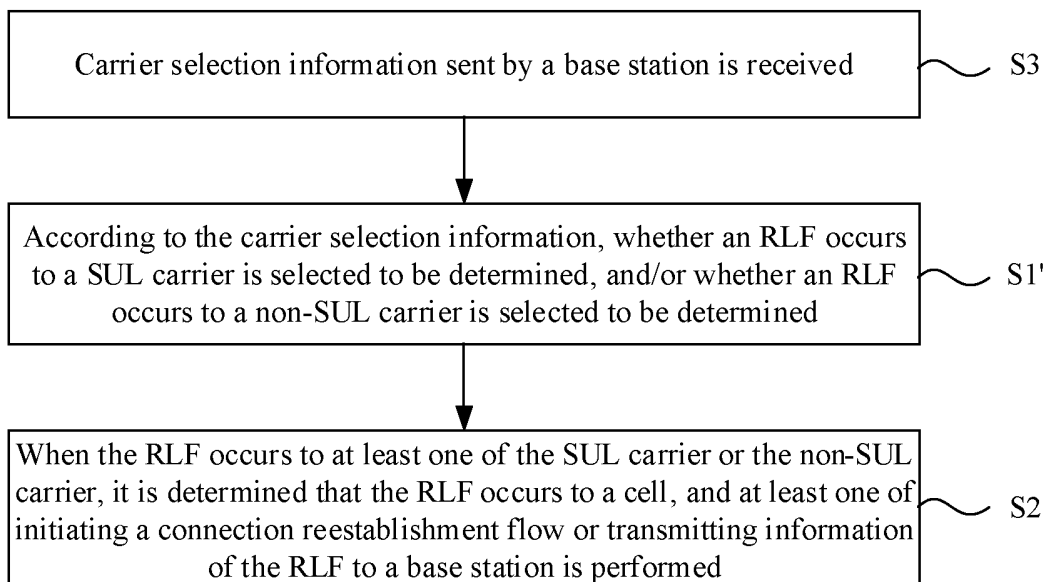 Carrier selection information sent by a base station is received
S3
According to the carrier selection information, whether an RLF occurs
to a SUL carrier is selected to be determined, and/or whether an RLF
occurs to a non-SUL carrier is selected to be determined
S1'
When the RLF occurs to at least one of the SUL carrier or the non-SUL
carrier, it is determined that the RLF occurs to a cell, and at least one of
initiating a connection reestablishment flow or transmitting information
of the RLF to a base station is performed
S2